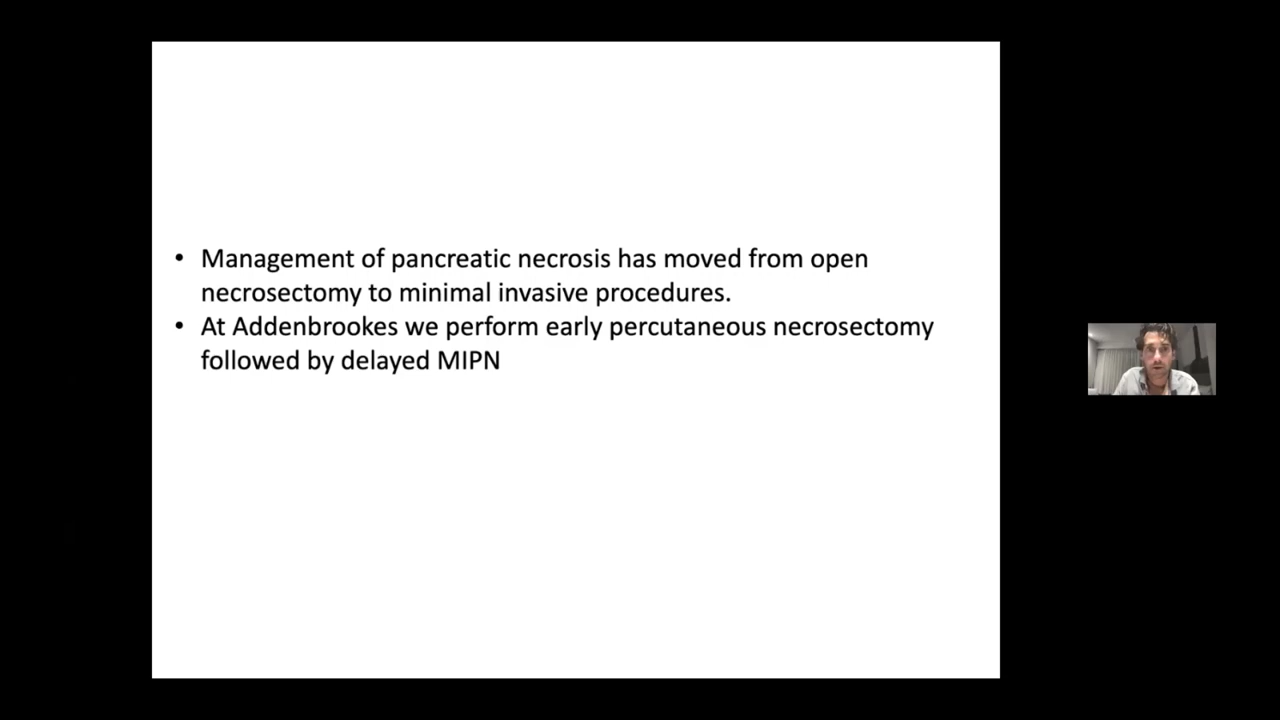 • Management of pancreatic necrosis has moved from open
necrosectomy to minimal invasive procedures.
• At Addenbrookes we perform early percutaneous necrosectomy
followed by delayed MIPN